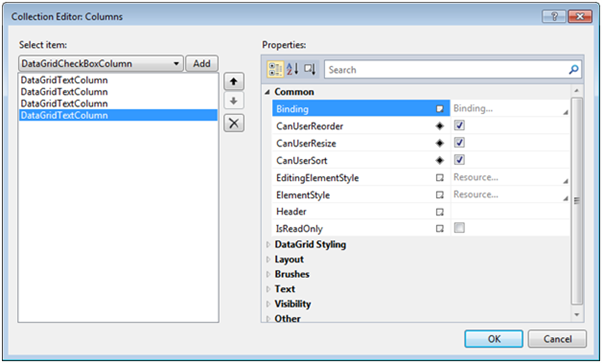 Collection Editor: Columns
Select item:
DataGridCheckBoxColumn
Add
DataGridTextColumn
DataGridTextColumn
DataGridTextColumn
DataGridTextColumn
Properties:
Search
Common
Binding Binding...
CanUserReorder
CanUserResize
CanUserSort
EditingElementStyle Resource...
ElementStyle Resource...
Header
IsReadOnly
DataGrid Styling
Layout
Brushes
Text
Visibility
Other
OK Cancel